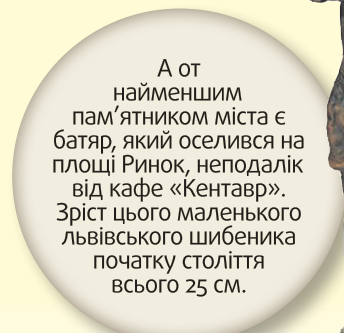 А от
найменшим
пам’ятником міста є
батяр, який оселився на
площі Ринок, неподалік
від кафе «Кентавр».
Зріст цього маленького
львівського шибеника
початку століття
всього 25 см.